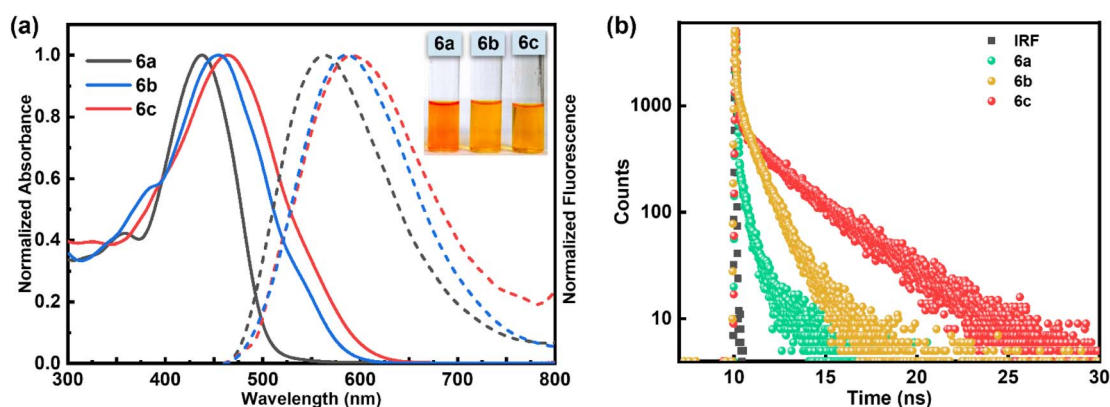 (a)
Normalized Absorbance
1.0
0.8
0.6
0.4
0.2
0.0
6a
6b
6c
6a 6b 6c
300 400 500 600 700 800
Wavelength (nm)
Normalized Fluorescence
(b)
Counts
1000
100
10
IRF
6a
6b
6c
10 15 20 25 30
Time (ns)